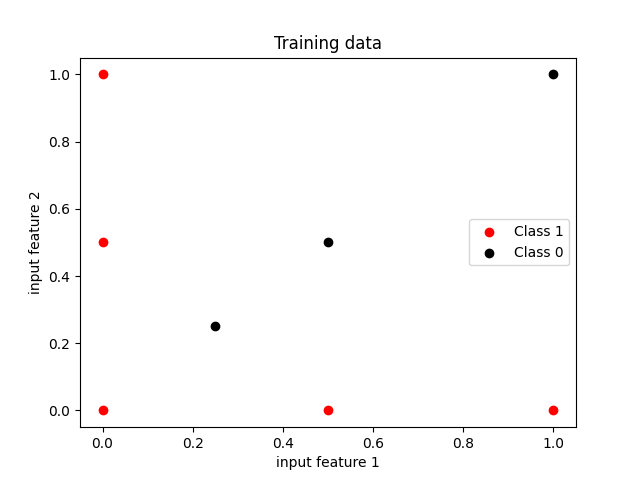 Training data
1.0
0.8
0.6
0.4
0.2
0.0
input feature 2
Class 1
Class 0
0.0 0.2 0.4 0.6 0.8 1.0
input feature 1